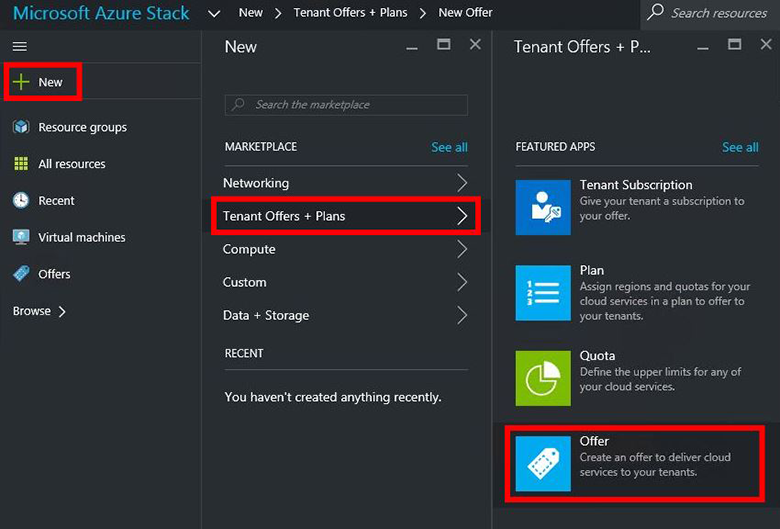 Microsoft Azure Stack New > Tenant Offers + Plans > New Offer Search resources
New
Resource groups
All resources
Recent
Virtual machines
Offers
Browse
New
Search the marketplace
MARKETPLACE See all
Networking
Tenant Offers + Plans
Compute
Custom
Data + Storage
RECENT
You haven't created anything recently.
Tenant Offers + P...
FEATURED APPS See all
Tenant Subscription
Give your tenant a subscription to
your offer.
1
2
3
Plan
Assign regions and quotas for your
cloud services in a plan to offer to
your tenants.
Quota
Define the upper limits for any of
your cloud services.
Offer
Create an offer to deliver cloud
services to your tenants.